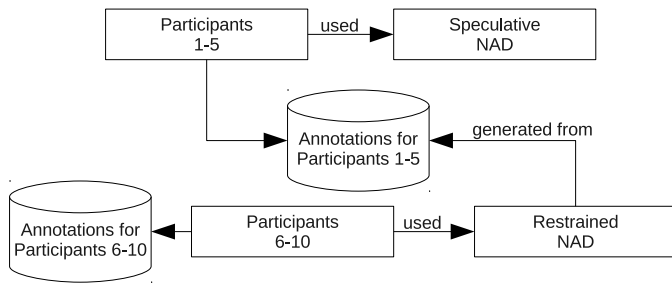 Participants
1-5
used
Speculative
NAD
Annotations for
Participants 1-5
generated from
Annotations for
Participants 6-10
Participants
6-10
used
Restrained
NAD